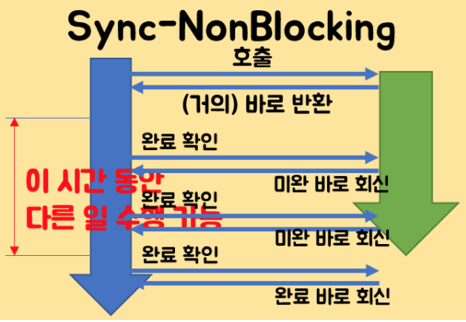 Sync-NonBlocking
호출
(거의) 바로 반환
완료 확인
미완 바로 회신
이 시간 동안
완료 확인
다른 일 수행 가능
미완 바로 회신
완료 확인
완료 바로 회신